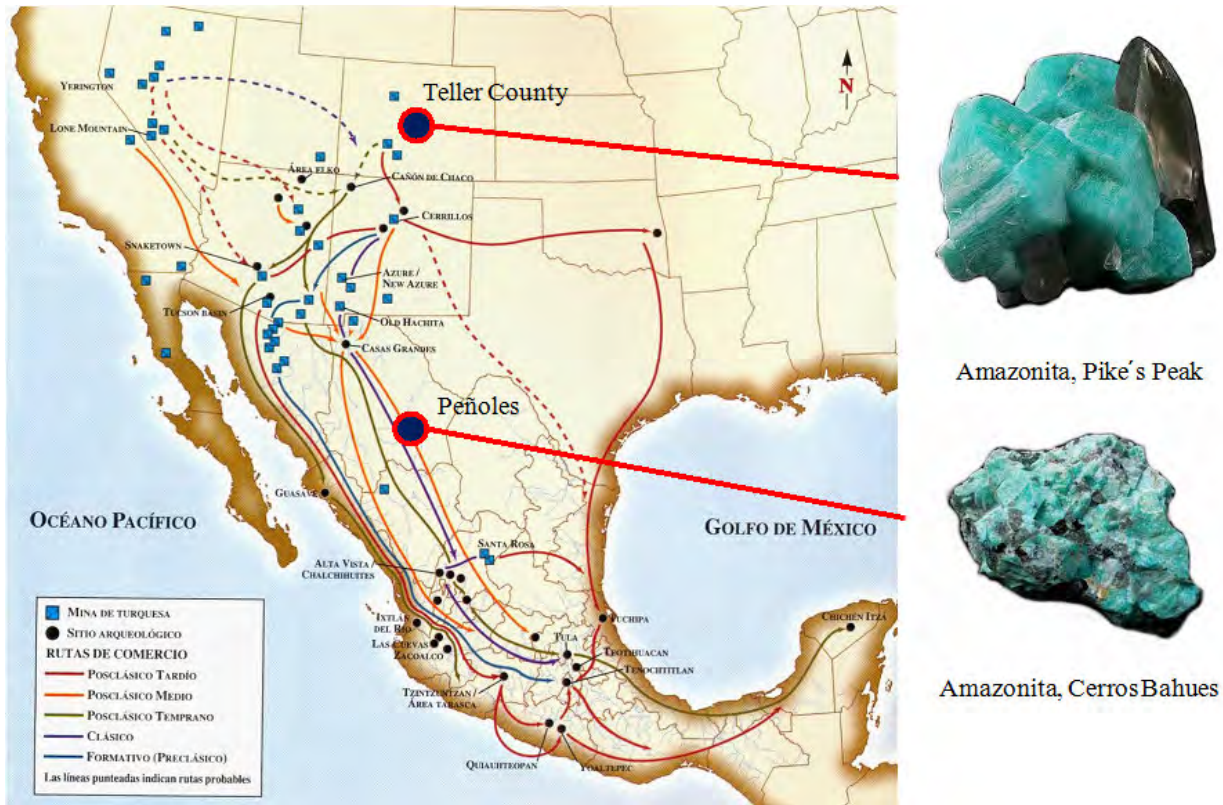 Teller County
N
YERINGTON
LONE MOUNTAIN
ÁREA ELKO
CAÑÓN DE CHACO
CERRILLOS
SNAKETOWN
AZURE /
NEW AZURE
TUCSON BASIN
OLD HACHITA
CASAS GRANDES
Peñoles
GUASAVE
OCÉANO PACÍFICO
GOLFO DE MÉXICO
SANTA ROSA
ALTA VISTA /
CHALCHIHUITES
IXTLÁN
DEL RÍO
LAS CUEVAS
ZACOALCO
TUCHIPA
CHICHÉN ITZÁ
TULA
TEOTIHUACAN
TENOCHTITLAN
TZINTZUNTZAN /
ÁREA TARASCA
QUIAUHTEOPAN
YOALTEPEC
MINA DE TURQUESA
SITIO ARQUEOLÓGICO
RUTAS DE COMERCIO
POSCLÁSICO TARDÍO
POSCLÁSICO MEDIO
POSCLÁSICO TEMPRANO
CLÁSICO
FORMATIVO (PRECLÁSICO)
Las líneas punteadas indican rutas probables
Amazonita, Pike´s Peak
Amazonita, Cerros Bahues